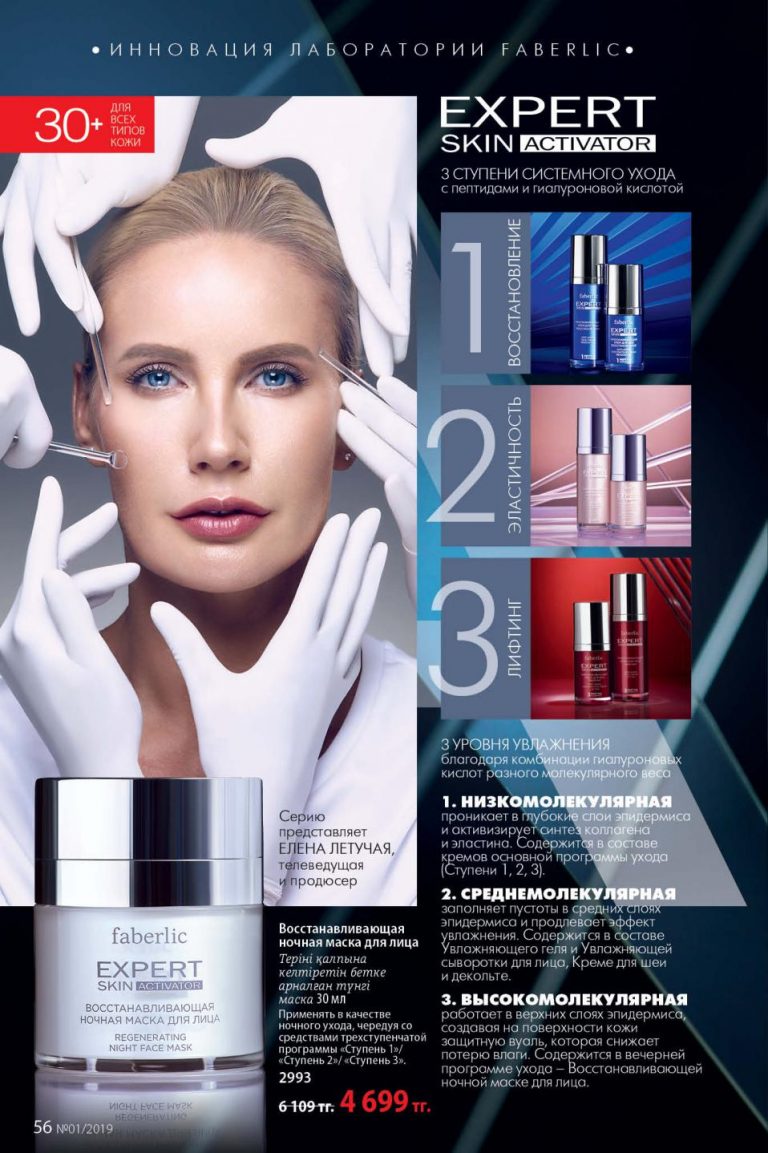 • ИННОВАЦИЯ ЛАБОРАТОРИИ FABERLIC •
30+
ДЛЯ
ВСЕХ
ТИПОВ
КОЖИ
EXPERT
SKIN ACTIVATOR
3 СТУПЕНИ СИСТЕМНОГО УХОДА
с пептидами и гиалуроновой кислотой
1
ВОССТАНОВЛЕНИЕ
faberlic
EXPERT
faberlic
EXPERT
2
ЭЛАСТИЧНОСТЬ
3
ЛИФТИНГ
faberlic
EXPERT
faberlic
EXPERT
3 УРОВНЯ УВЛАЖНЕНИЯ
благодаря комбинации гиалуроновых
кислот разного молекулярного веса
1. НИЗКОМОЛЕКУЛЯРНАЯ
проникает в глубокие слои эпидермиса
и активизирует синтез коллагена
и эластина. Содержится в составе
кремов основной программы ухода
(Ступени 1, 2, 3).
2. СРЕДНЕМОЛЕКУЛЯРНАЯ
заполняет пустоты в средних слоях
эпидермиса и продлевает эффект
увлажнения. Содержится в составе
Увлажняющего геля и Увлажняющей
сыворотки для лица, Креме для шеи
и декольте.
3. ВЫСОКОМОЛЕКУЛЯРНАЯ
работает в верхних слоях эпидермиса,
создавая на поверхности кожи
защитную вуаль, которая снижает
потерю влаги. Содержится в вечерней
программе ухода – Восстанавливающей
ночной маске для лица.
Серию
представляет
ЕЛЕНА ЛЕТУЧАЯ,
телеведущая
и продюсер
faberlic
EXPERT
SKIN ACTIVATOR
ВОССТАНАВЛИВАЮЩАЯ
НОЧНАЯ МАСКА ДЛЯ ЛИЦА
REGENERATING
NIGHT FACE MASK
Восстанавливающая
ночная маска для лица
Теріні қалпына
келтіретін бетке
арналған түнгі
маска 30 МЛ
Применять в качестве
ночного ухода, чередуя со
средствами трехступенчатой
программы «Ступень 1»/
«Ступень 2»/ «Ступень 3».
2993
6 109 тг. 4 699 тг.
56 №01/2019